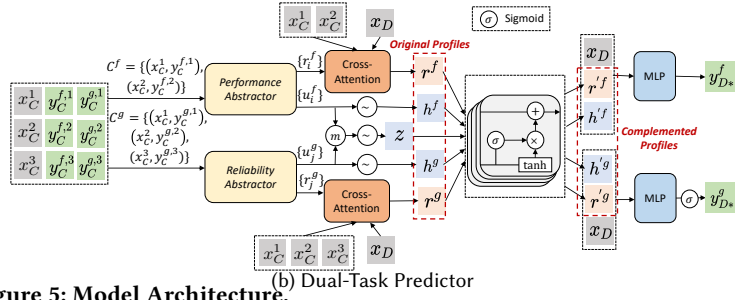 x_C^1 x_C^2 x_D σ Sigmoid
C^f = {(x_C^1, y_C^{f,1}), (x_C^2, y_C^{f,2})}
{r_i^f} Cross-Attention Original Profiles
Performance Abstractor r^f x_D
{u_i^f} ~ h^f r'^f MLP y_{D*}^f
x_C^1 y_C^{f,1} y_C^{g,1} + h'^f
x_C^2 y_C^{f,2} y_C^{g,2} m ~ z σ × Complemented Profiles
x_C^3 y_C^{f,3} y_C^{g,3} tanh
C^g = {(x_C^1, y_C^{g,1}), (x_C^2, y_C^{g,2}), (x_C^3, y_C^{g,3})}
Reliability Abstractor {u_j^g} ~ h^g h'^g
{r_j^g} Cross-Attention r^g r'^g MLP σ y_{D*}^g
x_C^1 x_C^2 x_C^3 x_D x_D
(b) Dual-Task Predictor
gure 5: Model Architecture.